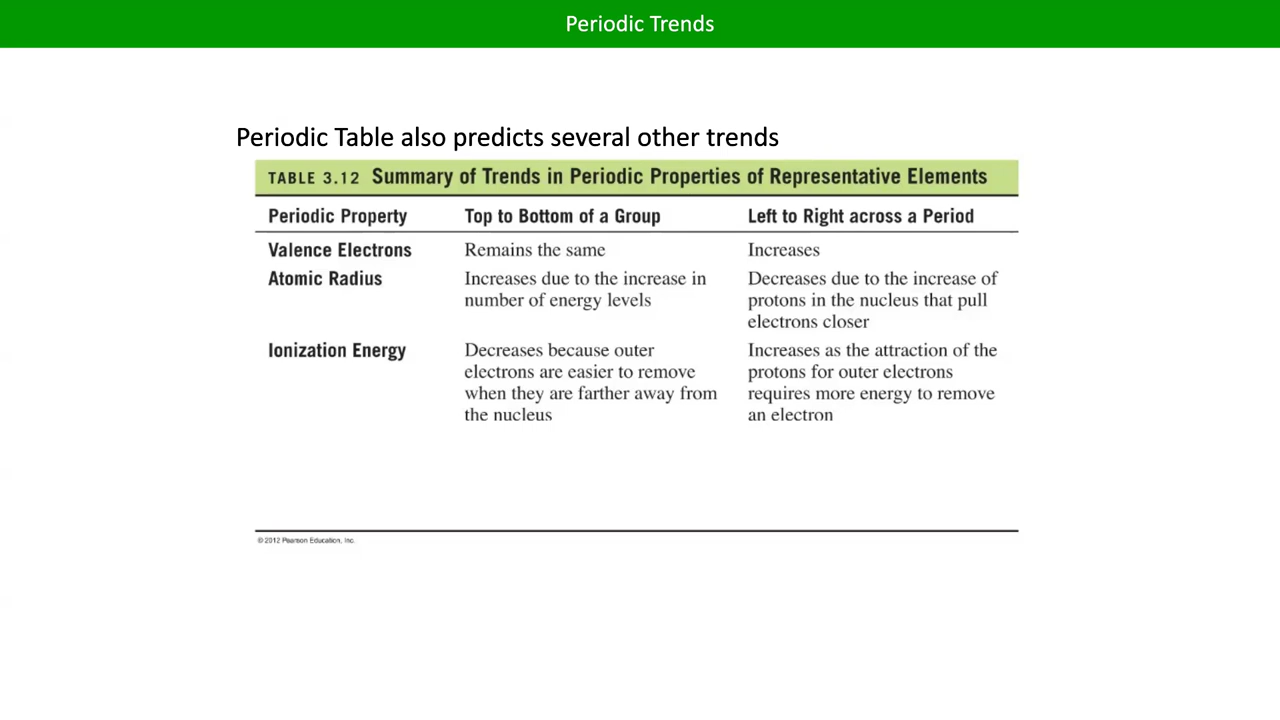 Periodic Trends
Periodic Table also predicts several other trends
TABLE 3.12 Summary of Trends in Periodic Properties of Representative Elements
Periodic Property Top to Bottom of a Group Left to Right across a Period
Valence Electrons Remains the same Increases
Atomic Radius Increases due to the increase in Decreases due to the increase of
number of energy levels protons in the nucleus that pull
electrons closer
Ionization Energy Decreases because outer Increases as the attraction of the
electrons are easier to remove protons for outer electrons
when they are farther away from requires more energy to remove
the nucleus an electron
© 2012 Pearson Education, Inc.